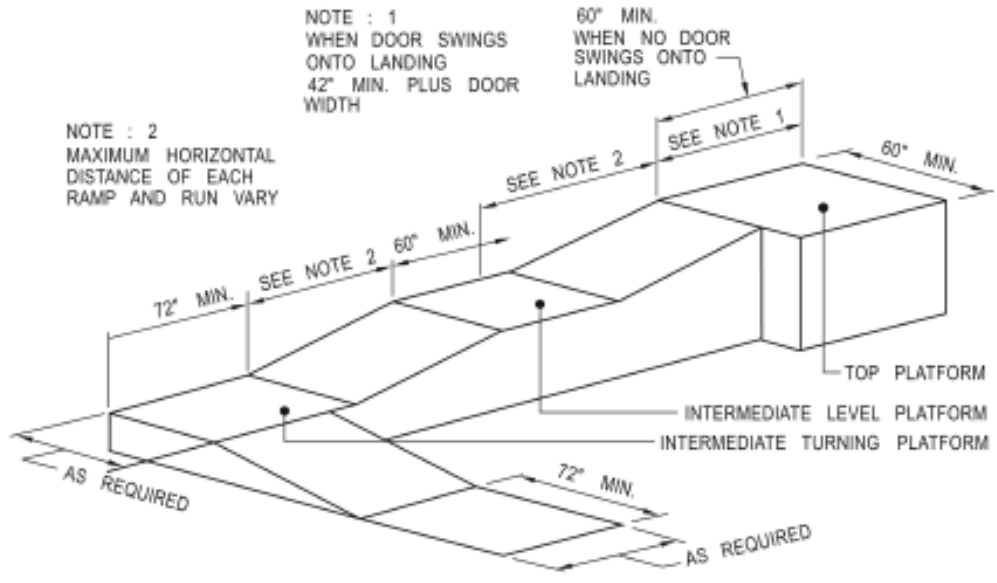 NOTE : 1
WHEN DOOR SWINGS
ONTO LANDING
42" MIN. PLUS DOOR
WIDTH
60" MIN.
WHEN NO DOOR
SWINGS ONTO
LANDING
NOTE : 2
MAXIMUM HORIZONTAL
DISTANCE OF EACH
RAMP AND RUN VARY
SEE NOTE 1
60" MIN.
SEE NOTE 2
60" MIN.
SEE NOTE 2
72" MIN.
TOP PLATFORM
INTERMEDIATE LEVEL PLATFORM
INTERMEDIATE TURNING PLATFORM
AS REQUIRED
72" MIN.
AS REQUIRED